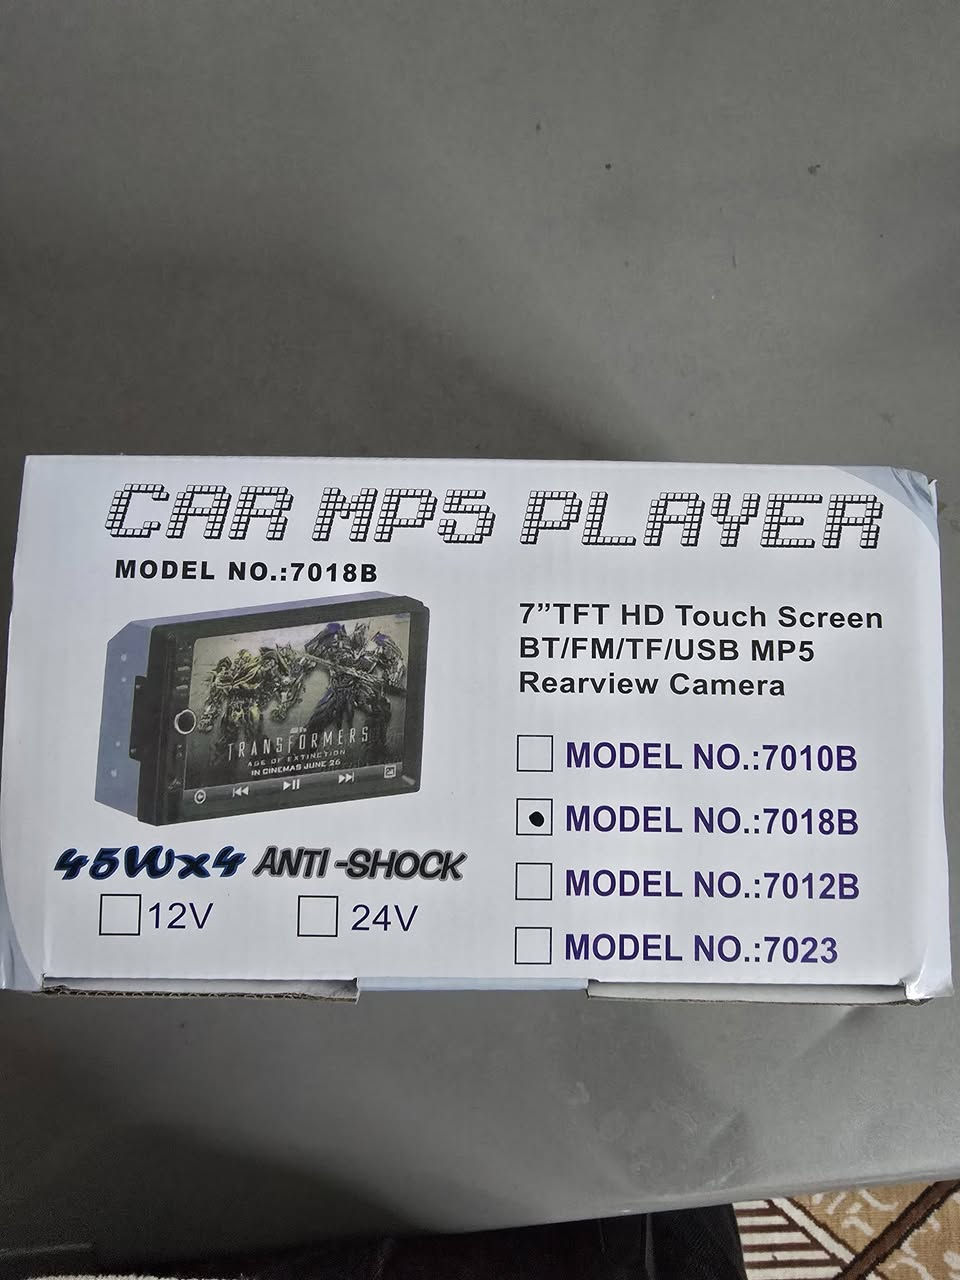 CAR MP5 PLAYER
MODEL NO.:7018B
TRANSFORMERS
AGE OF EXTINCTION
IN CINEMAS JUNE 26
45Wx4 ANTI-SHOCK
12V 24V
7”TFT HD Touch Screen
BT/FM/TF/USB MP5
Rearview Camera
MODEL NO.:7010B
MODEL NO.:7018B
MODEL NO.:7012B
MODEL NO.:7023